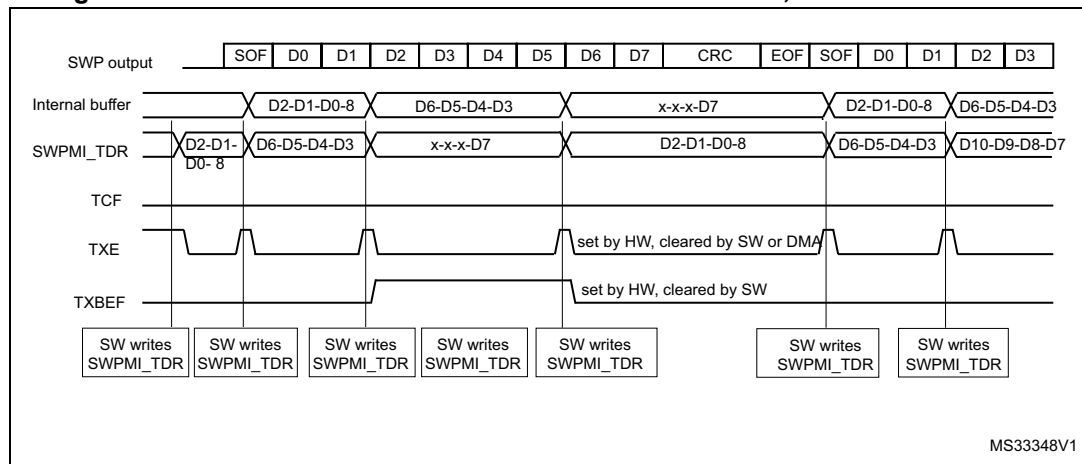 SWP output SOF D0 D1 D2 D3 D4 D5 D6 D7 CRC EOF SOF D0 D1 D2 D3
Internal buffer D2-D1-D0-8 D6-D5-D4-D3 x-x-x-D7 D2-D1-D0-8 D6-D5-D4-D3
SWPMI_TDR D2-D1- D6-D5-D4-D3 x-x-x-D7 D2-D1-D0-8 D6-D5-D4-D3 D10-D9-D8-D7
D0- 8
TCF
TXE set by HW, cleared by SW or DMA
TXBEF set by HW, cleared by SW
SW writes SW writes SW writes SW writes SW writes SW writes SW writes
SWPMI_TDR SWPMI_TDR SWPMI_TDR SWPMI_TDR SWPMI_TDR SWPMI_TDR SWPMI_TDR
MS33348V1